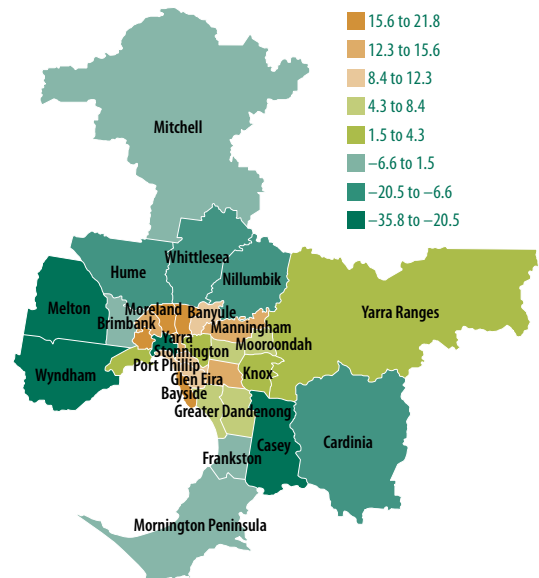 15.6 to 21.8
12.3 to 15.6
8.4 to 12.3
4.3 to 8.4
1.5 to 4.3
–6.6 to 1.5
–20.5 to –6.6
–35.8 to –20.5
Mitchell
Whittlesea
Hume
Nillumbik
Melton
Moreland
Banyule
Yarra Ranges
Brimbank
Manningham
Yarra
Mooroondah
Stonnington
Port Phillip
Wyndham
Glen Eira
Knox
Bayside
Greater Dandenong
Casey
Cardinia
Frankston
Mornington Peninsula